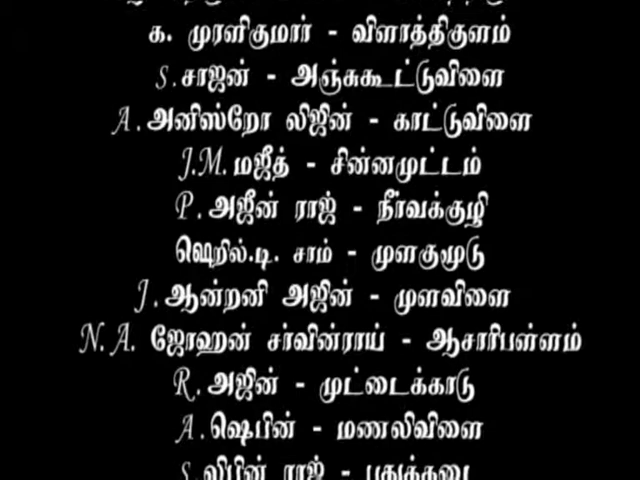 க. முரளிகுமார் - விளாத்திகுளம்
S. சாஜன் - அஞ்சுகூட்டுவிளை
A. அனிஸ்றோ லிஜின் - காட்டுவிளை
J.M. மஜீத் - சின்னமுட்டம்
P. அஜீன் ராஜ் - நீரவக்குழி
ஷெறில்.டி. சாம் - முளகுமுடு
J. ஆன்றனி அஜின் - முளவிளை
N.A. ஜோஹன் சர்வின்ராய் - ஆசாரிபள்ளம்
R. அஜின் - முட்டைக்காடு
A. ஷெபின் - மணலிவிளை
S. லிபின் ராஜ் - புதுக்கடை